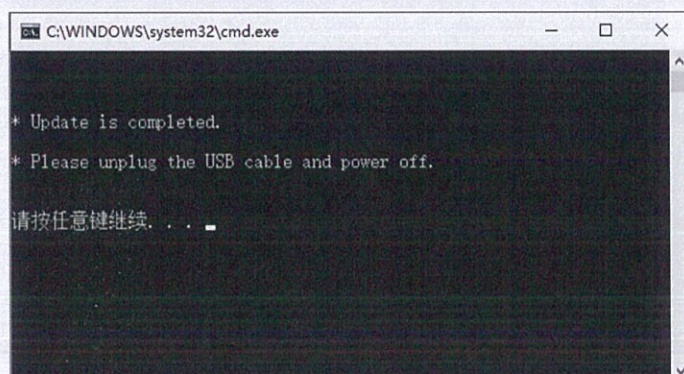 C:\WINDOWS\system32\cmd.exe
* Update is completed.
* Please unplug the USB cable and power off.
请按任意键继续. . .